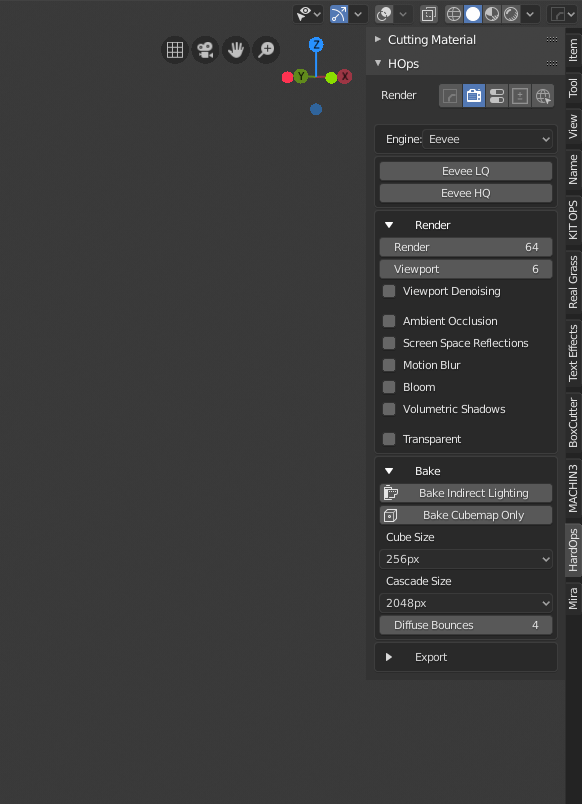 Cutting Material
HOps
Render
Engine: Eevee
Eevee LQ
Eevee HQ
Render
Render 64
Viewport 6
Viewport Denoising
Ambient Occlusion
Screen Space Reflections
Motion Blur
Bloom
Volumetric Shadows
Transparent
Bake
Bake Indirect Lighting
Bake Cubemap Only
Cube Size
256px
Cascade Size
2048px
Diffuse Bounces 4
Export
Z
Y
X
Item
Tool
View
Name
KIT OPS
Real Grass
Text Effects
BoxCutter
MACHIN3
HardOps
Mira